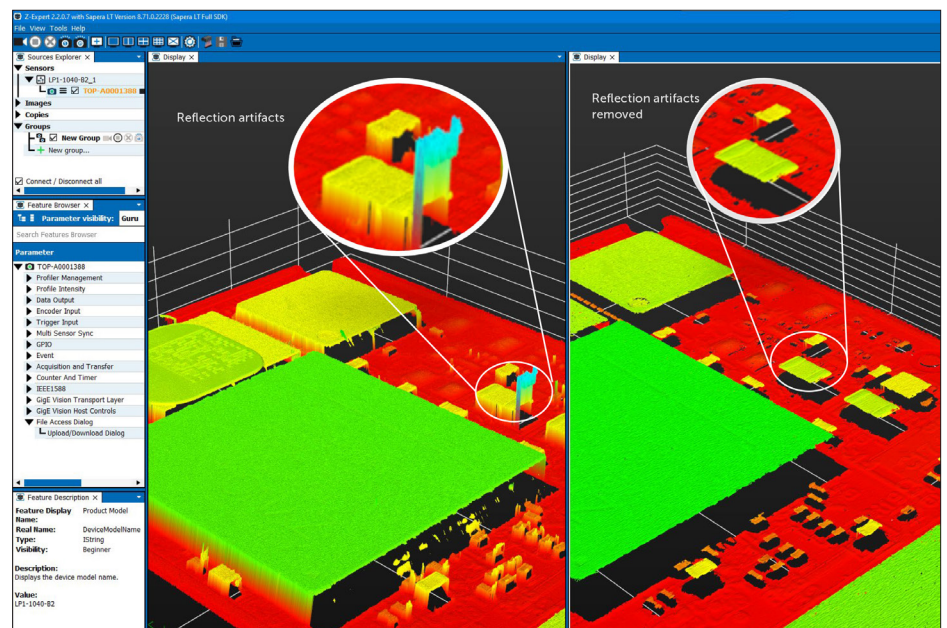 Z-Expert 2.2.0.7 with Sapera LT Version 8.71.0.2228 (Sapera LT Full SDK)
File View Tools Help
Sources Explorer
Display
Display
Sensors
LP1-1040-B2_1
TOP-A0001388
Images
Copies
Groups
New Group
New group...
Connect / Disconnect all
Feature Browser
Parameter visibility: Guru
Search Features Browser
Parameter
TOP-A0001388
Profiler Management
Profile Intensity
Data Output
Encoder Input
Trigger Input
Multi Sensor Sync
GPIO
Event
Acquisition and Transfer
Counter And Timer
IEEE1588
GigE Vision Transport Layer
GigE Vision Host Controls
File Access Dialog
Upload/Download Dialog
Feature Description
Feature Display Name: Product Model
Real Name: DeviceModelName
Type: IString
Visibility: Beginner
Description:
Displays the device model name.
Value:
LP1-1040-B2
Reflection artifacts
Reflection artifacts
removed